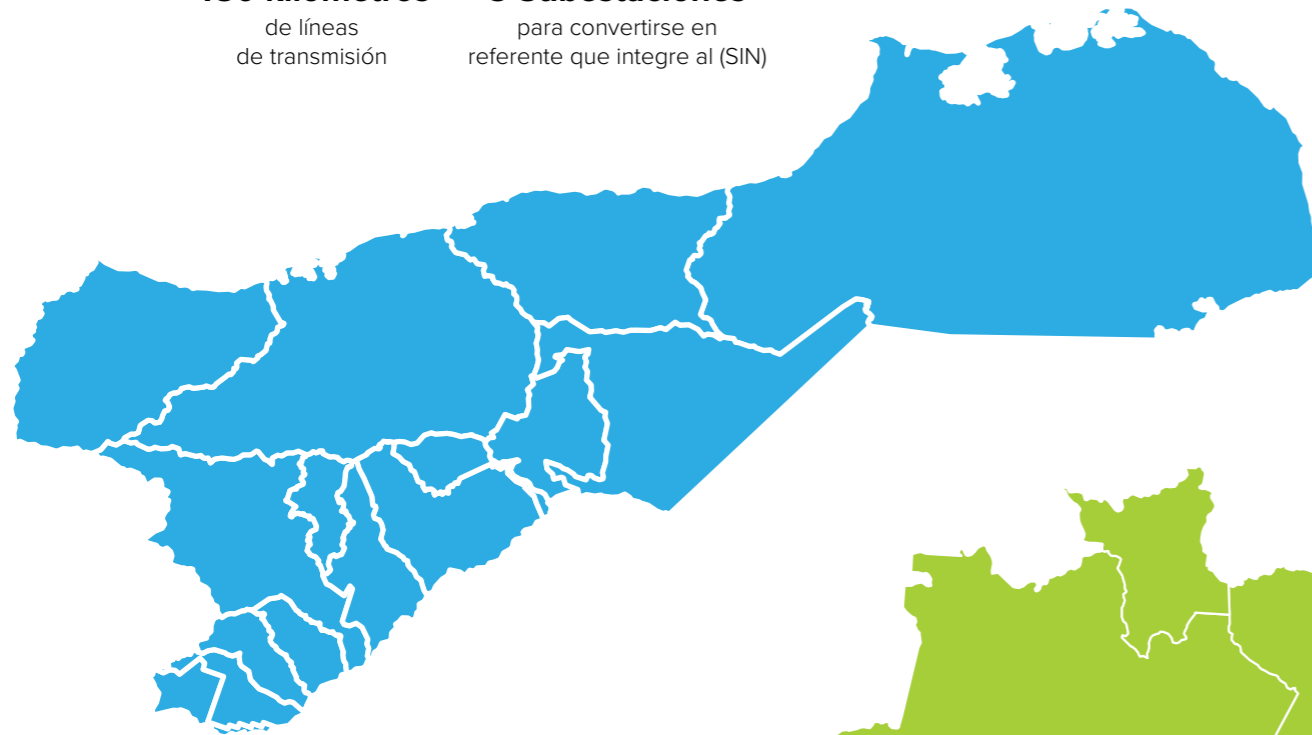 de líneas
de transmisión
para convertirse en
referente que integre al (SIN)